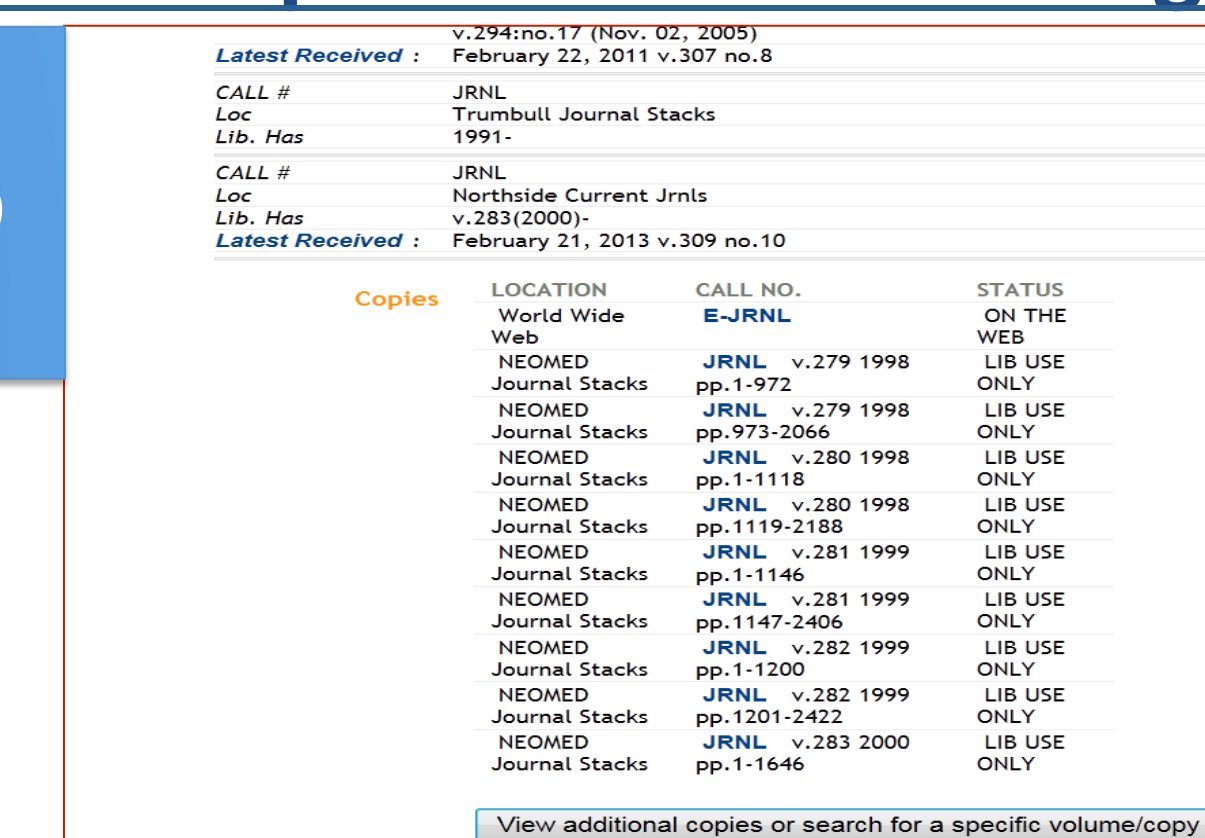 v.294:no.17 (Nov. 02, 2005)
Latest Received : February 22, 2011 v.307 no.8
CALL # JRNL
Loc Trumbull Journal Stacks
Lib. Has 1991-
CALL # JRNL
Loc Northside Current Jrnls
Lib. Has v.283(2000)-
Latest Received : February 21, 2013 v.309 no.10
Copies
LOCATION CALL NO. STATUS
World Wide E-JRNL ON THE
Web WEB
NEOMED JRNL v.279 1998 LIB USE
Journal Stacks pp.1-972 ONLY
NEOMED JRNL v.279 1998 LIB USE
Journal Stacks pp.973-2066 ONLY
NEOMED JRNL v.280 1998 LIB USE
Journal Stacks pp.1-1118 ONLY
NEOMED JRNL v.280 1998 LIB USE
Journal Stacks pp.1119-2188 ONLY
NEOMED JRNL v.281 1999 LIB USE
Journal Stacks pp.1-1146 ONLY
NEOMED JRNL v.281 1999 LIB USE
Journal Stacks pp.1147-2406 ONLY
NEOMED JRNL v.282 1999 LIB USE
Journal Stacks pp.1-1200 ONLY
NEOMED JRNL v.282 1999 LIB USE
Journal Stacks pp.1201-2422 ONLY
NEOMED JRNL v.283 2000 LIB USE
Journal Stacks pp.1-1646 ONLY
View additional copies or search for a specific volume/copy